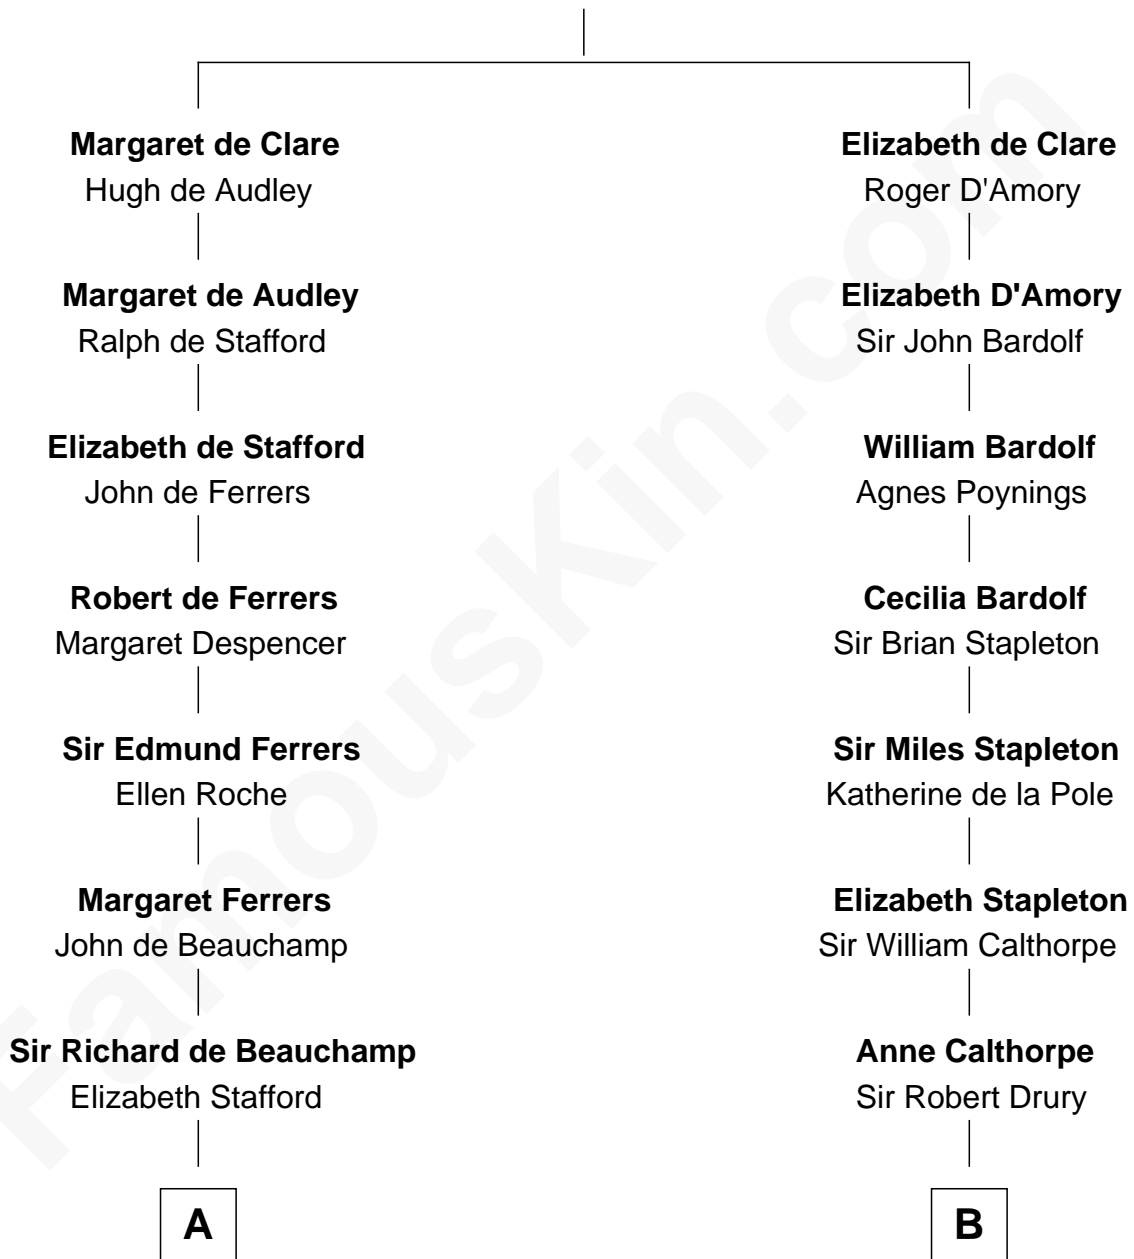 Margaret de Clare
Hugh de Audley
Margaret de Audley
Ralph de Stafford
Elizabeth de Stafford
John de Ferrers
Robert de Ferrers
Margaret Despencer
Sir Edmund Ferrers
Ellen Roche
Margaret Ferrers
John de Beauchamp
Sir Richard de Beauchamp
Elizabeth Stafford
A
Elizabeth de Clare
Roger D'Amory
Elizabeth D'Amory
Sir John Bardolf
William Bardolf
Agnes Poynings
Cecilia Bardolf
Sir Brian Stapleton
Sir Miles Stapleton
Katherine de la Pole
Elizabeth Stapleton
Sir William Calthorpe
Anne Calthorpe
Sir Robert Drury
B
FamousKin.com